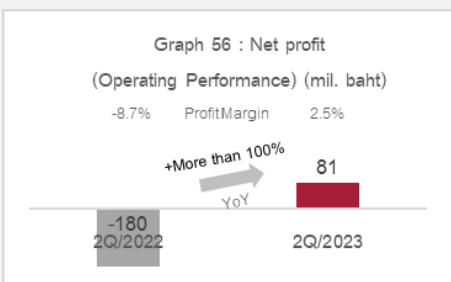 Graph 56 : Net profit
(Operating Performance) (mil. baht)
-8.7% ProfitMargin 2.5%
+More than 100%
YoY
81
-180
2Q/2022 2Q/2023